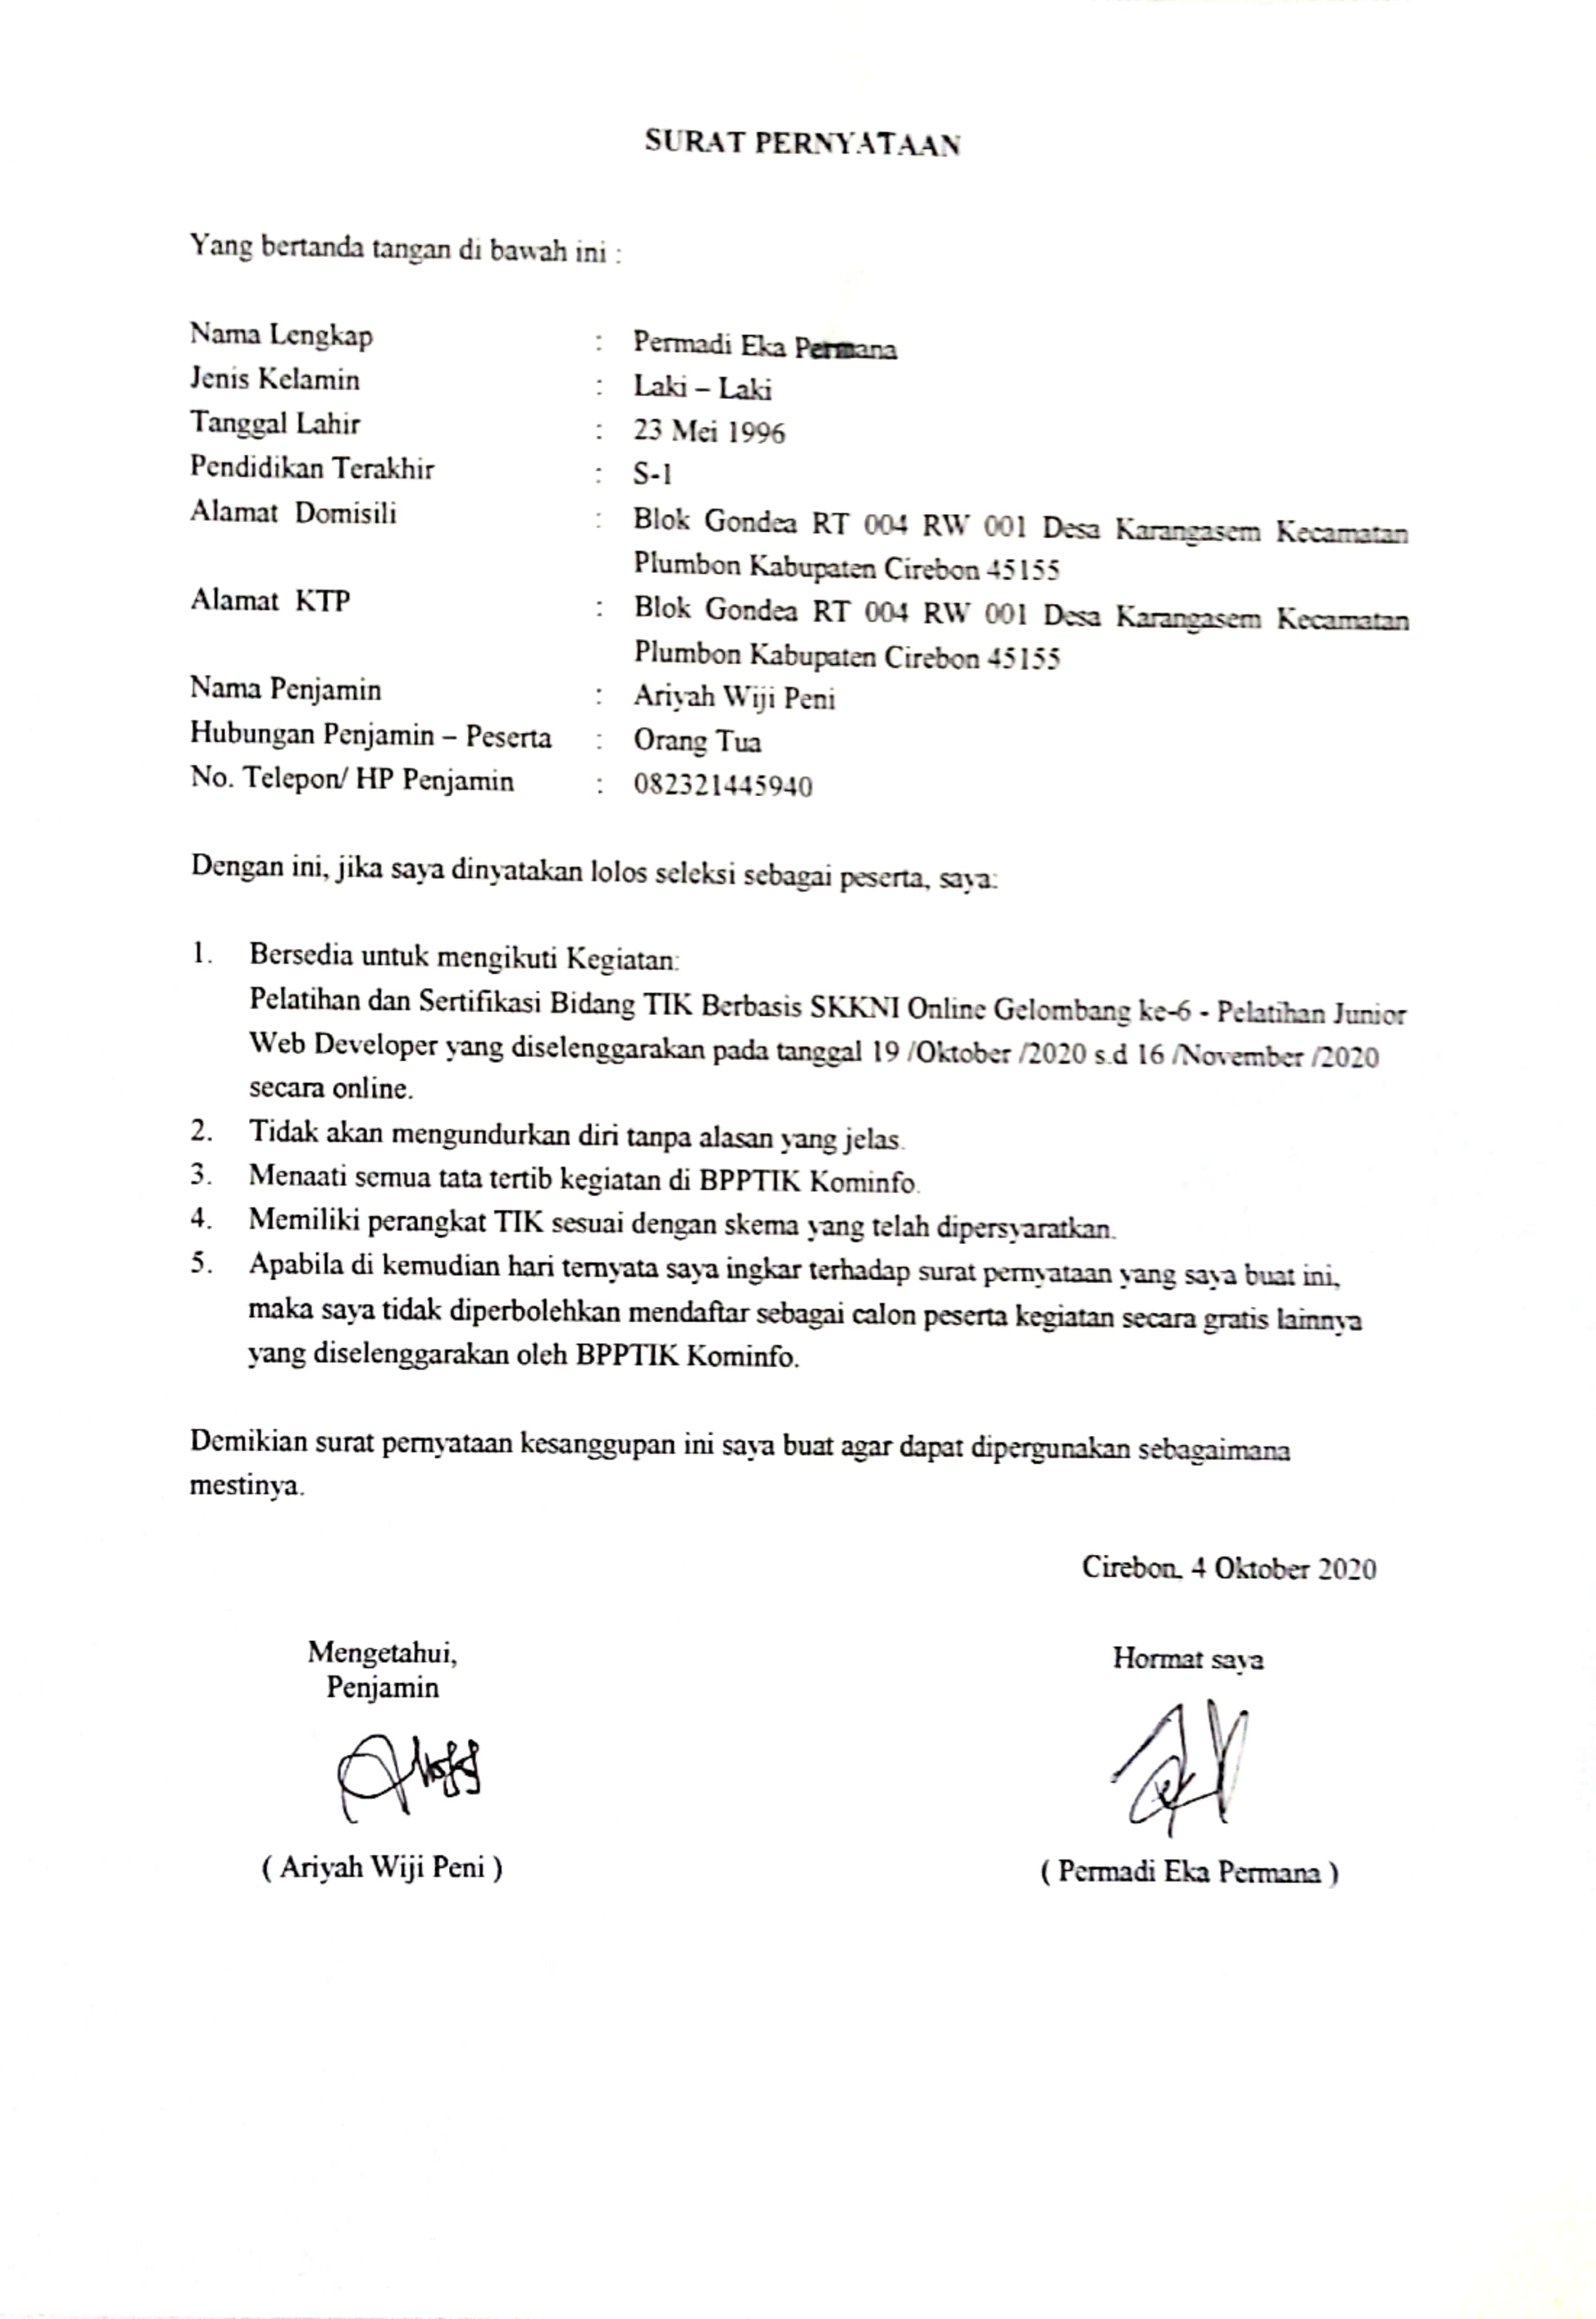 SURAT PERNYATAAN
Yang bertanda tangan di bawah ini :
Nama Lengkap : Permadi Eka Permana
Jenis Kelamin : Laki – Laki
Tanggal Lahir : 23 Mei 1996
Pendidikan Terakhir : S-1
Alamat Domisili : Blok Gondea RT 004 RW 001 Desa Karangasem Kecamatan
Plumbon Kabupaten Cirebon 45155
Alamat KTP : Blok Gondea RT 004 RW 001 Desa Karangasem Kecamatan
Plumbon Kabupaten Cirebon 45155
Nama Penjamin : Ariyah Wiji Peni
Hubungan Penjamin – Peserta : Orang Tua
No. Telepon/ HP Penjamin : 082321445940
Dengan ini, jika saya dinyatakan lolos seleksi sebagai peserta, saya:
1. Bersedia untuk mengikuti Kegiatan:
Pelatihan dan Sertifikasi Bidang TIK Berbasis SKKNI Online Gelombang ke-6 - Pelatihan Junior
Web Developer yang diselenggarakan pada tanggal 19 /Oktober /2020 s.d 16 /November /2020
secara online.
2. Tidak akan mengundurkan diri tanpa alasan yang jelas.
3. Menaati semua tata tertib kegiatan di BPPTIK Kominfo.
4. Memiliki perangkat TIK sesuai dengan skema yang telah dipersyaratkan.
5. Apabila di kemudian hari ternyata saya ingkar terhadap surat pernyataan yang saya buat ini,
maka saya tidak diperbolehkan mendaftar sebagai calon peserta kegiatan secara gratis lainnya
yang diselenggarakan oleh BPPTIK Kominfo.
Demikian surat pernyataan kesanggupan ini saya buat agar dapat dipergunakan sebagaimana
mestinya.
Cirebon, 4 Oktober 2020
Mengetahui,
Penjamin
Hormat saya
( Ariyah Wiji Peni )
( Permadi Eka Permana )